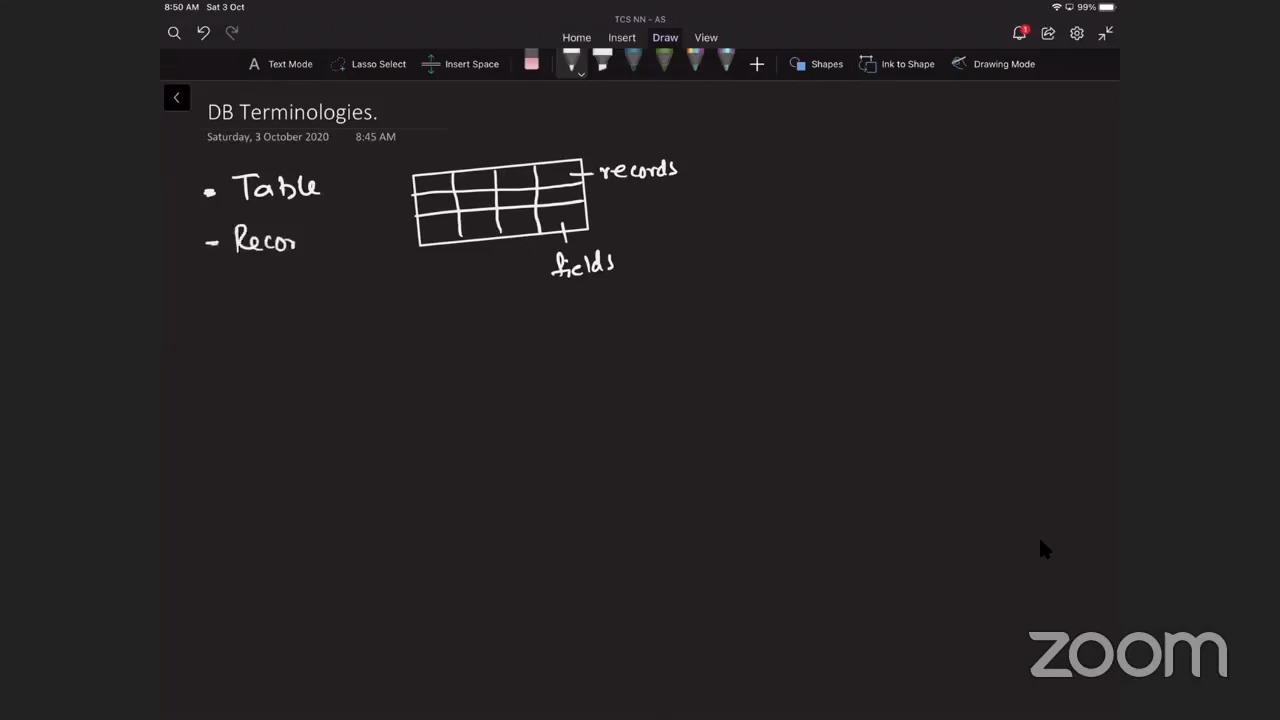 8:50 AM Sat 3 Oct
99%
TCS NN - AS
Home Insert Draw View
1
A Text Mode Lasso Select Insert Space Shapes Ink to Shape Drawing Mode
DB Terminologies.
Saturday, 3 October 2020 8:45 AM
• Table
records
- Recor
fields
zoom